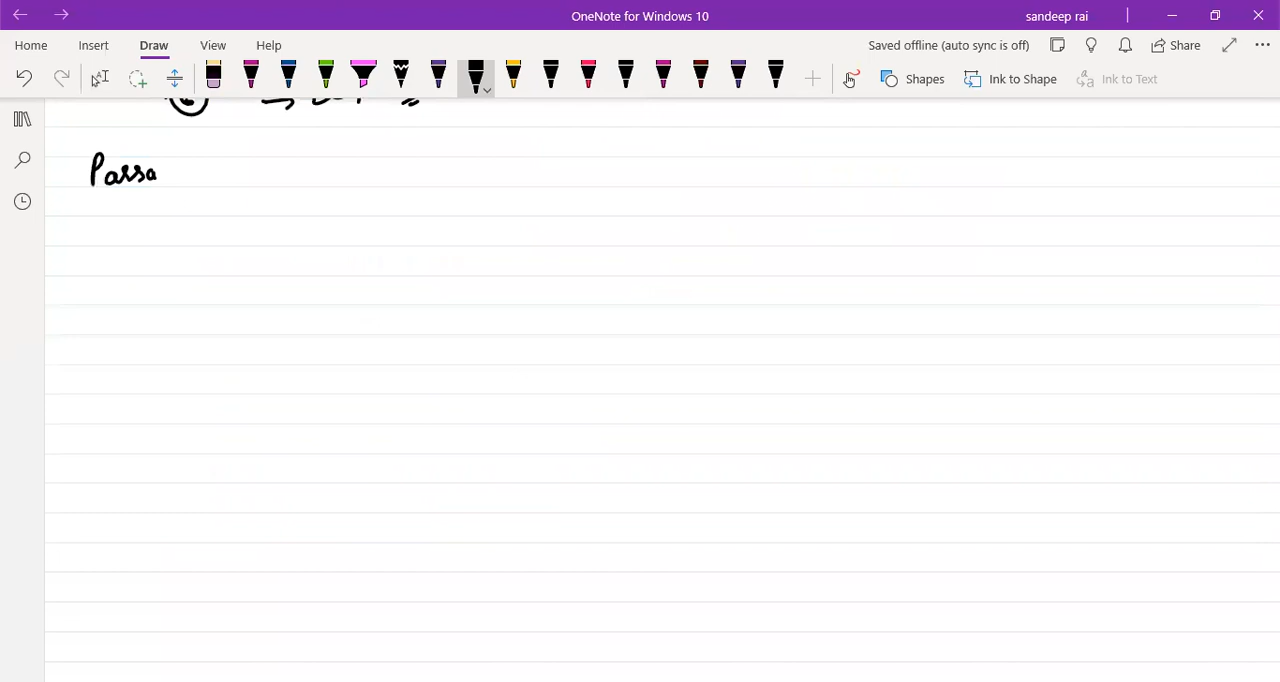 OneNote for Windows 10
sandeep rai
Home Insert Draw View Help
Saved offline (auto sync is off)
Share
Shapes
Ink to Shape
Ink to Text
Passa